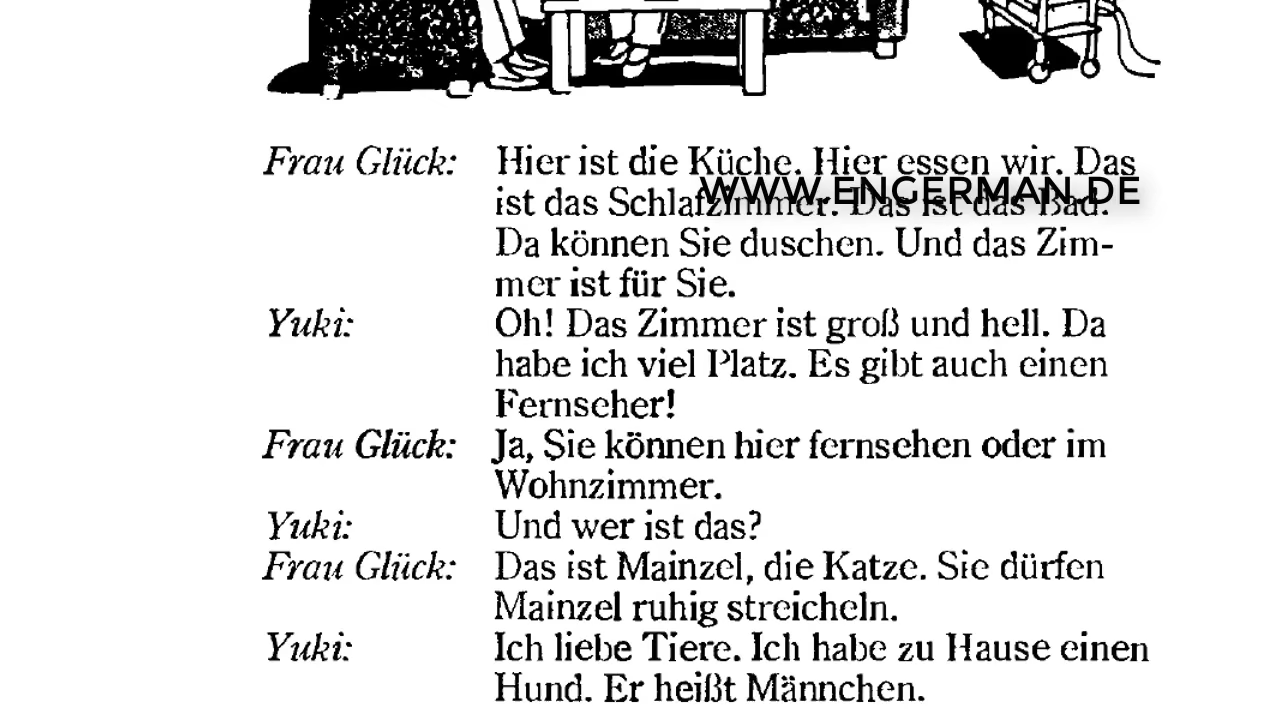 Frau Glück: Hier ist die Küche. Hier essen wir. Das
WWW.ENGERMAN.DE
ist das Schlafzimmer. Das ist das Bad.
Da können Sie duschen. Und das Zim-
mer ist für Sie.
Yuki: Oh! Das Zimmer ist groß und hell. Da
habe ich viel Platz. Es gibt auch einen
Fernseher!
Frau Glück: Ja, Sie können hier fernsehen oder im
Wohnzimmer.
Yuki: Und wer ist das?
Frau Glück: Das ist Mainzel, die Katze. Sie dürfen
Mainzel ruhig streicheln.
Yuki: Ich liebe Tiere. Ich habe zu Hause einen
Hund. Er heißt Männchen.